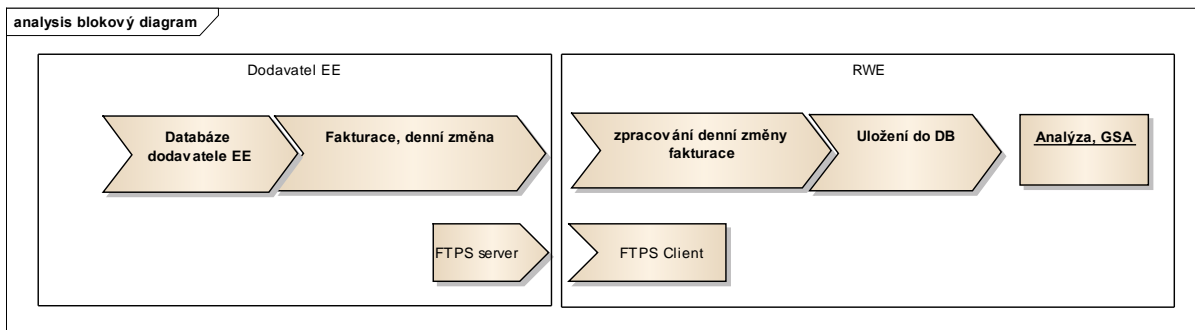 analysis blokový diagram
Dodavatel EE
RWE
Databáze
dodavatele EE
Fakturace, denní změna
zpracování denní změny
fakturace
Uložení do DB
Analýza, GSA
FTPS server
FTPS Client